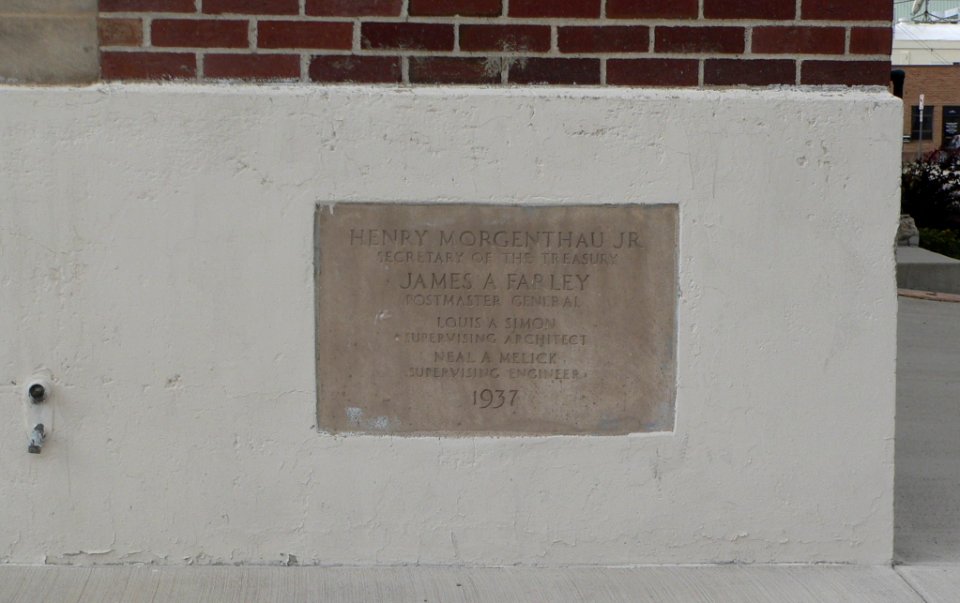 HENRY MORGENTHAU JR.
SECRETARY OF THE TREASURY
JAMES A FARLEY
POSTMASTER GENERAL
LOUIS A SIMON
SUPERVISING ARCHITECT
NEAL A MELICK
SUPERVISING ENGINEER
1937